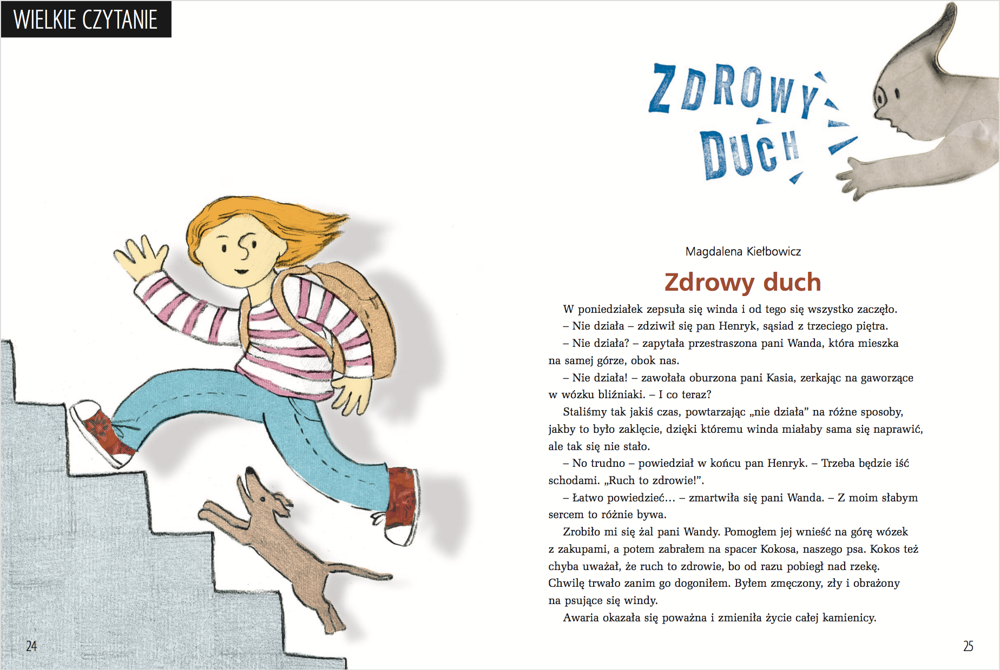 WIELKIE CZYTANIE
ZDROWY
DUCH
Magdalena Kiełbowicz
Zdrowy duch
W poniedziałek zepsuła się winda i od tego się wszystko zaczęło.
– Nie działa – zdziwił się pan Henryk, sąsiad z trzeciego piętra.
– Nie działa? – zapytała przestraszona pani Wanda, która mieszka
na samej górze, obok nas.
– Nie działa! – zawołała oburzona pani Kasia, zerkając na gaworzące
w wózku bliźniaki. – I co teraz?
Staliśmy tak jakiś czas, powtarzając „nie działa” na różne sposoby,
jakby to było zaklęcie, dzięki któremu winda miałaby sama się naprawić,
ale tak się nie stało.
– No trudno – powiedział w końcu pan Henryk. – Trzeba będzie iść
schodami. „Ruch to zdrowie!”.
– Łatwo powiedzieć... – zmartwiła się pani Wanda. – Z moim słabym
sercem to różnie bywa.
Zrobiło mi się żal pani Wandy. Pomogłem jej wnieść na górę wózek
z zakupami, a potem zabrałem na spacer Kokosa, naszego psa. Kokos też
chyba uważał, że ruch to zdrowie, bo od razu pobiegł nad rzekę.
Chwilę trwało zanim go dogoniłem. Byłem zmęczony, zły i obrażony
na psujące się windy.
Awaria okazała się poważna i zmieniła życie całej kamienicy.
24
25